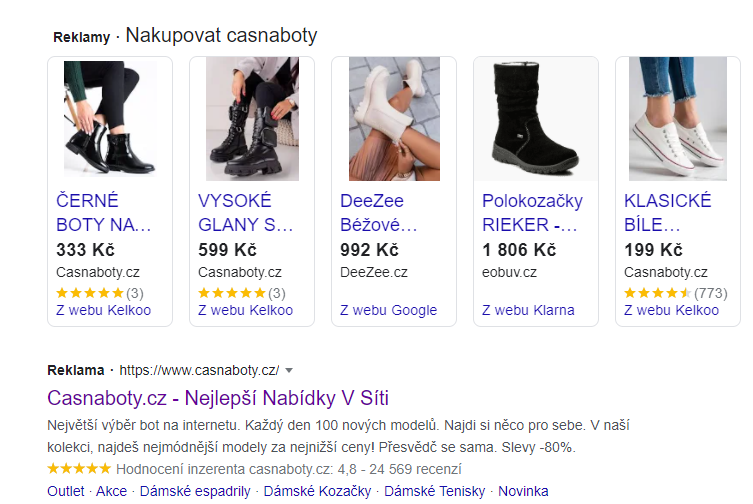 Reklamy · Nakupovat casnaboty
ČERNÉ
BOTY NA...
333 Kč
Casnaboty.cz
(3)
Z webu Kelkoo
VYSOKÉ
GLANY S...
599 Kč
Casnaboty.cz
(3)
Z webu Kelkoo
DeeZee
Béžové...
992 Kč
DeeZee.cz
Z webu Google
Polokozačky
RIEKER -...
1 806 Kč
eobuv.cz
Z webu Klarna
KLASICKÉ
BÍLE...
199 Kč
Casnaboty.cz
(773)
Z webu Kelkoo
Reklama · https://www.casnaboty.cz/
Casnaboty.cz - Nejlepší Nabídky V Síti
Největší výběr bot na internetu. Každý den 100 nových modelů. Najdi si něco pro sebe. V naší
kolekci, najdeš nejmódnější modely za nejnižší ceny! Přesvědč se sama. Slevy -80%.
Hodnocení inzerenta casnaboty.cz: 4,8 - 24 569 recenzí
Outlet · Akce · Dámské espadrily · Dámské Kozačky · Dámské Tenisky · Novinka